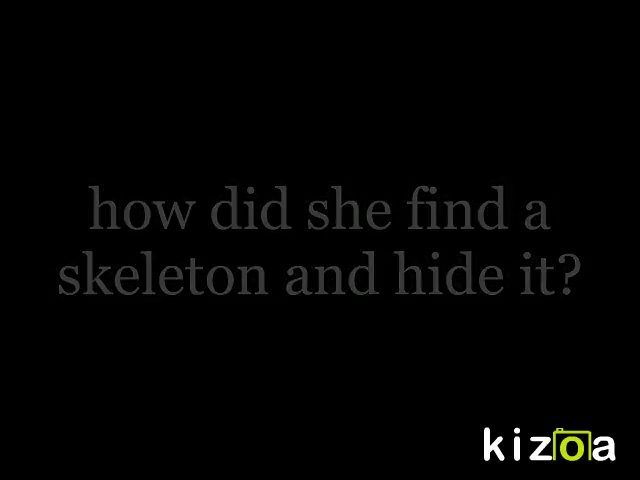 how did she find a
skeleton and hide it?
kizoa